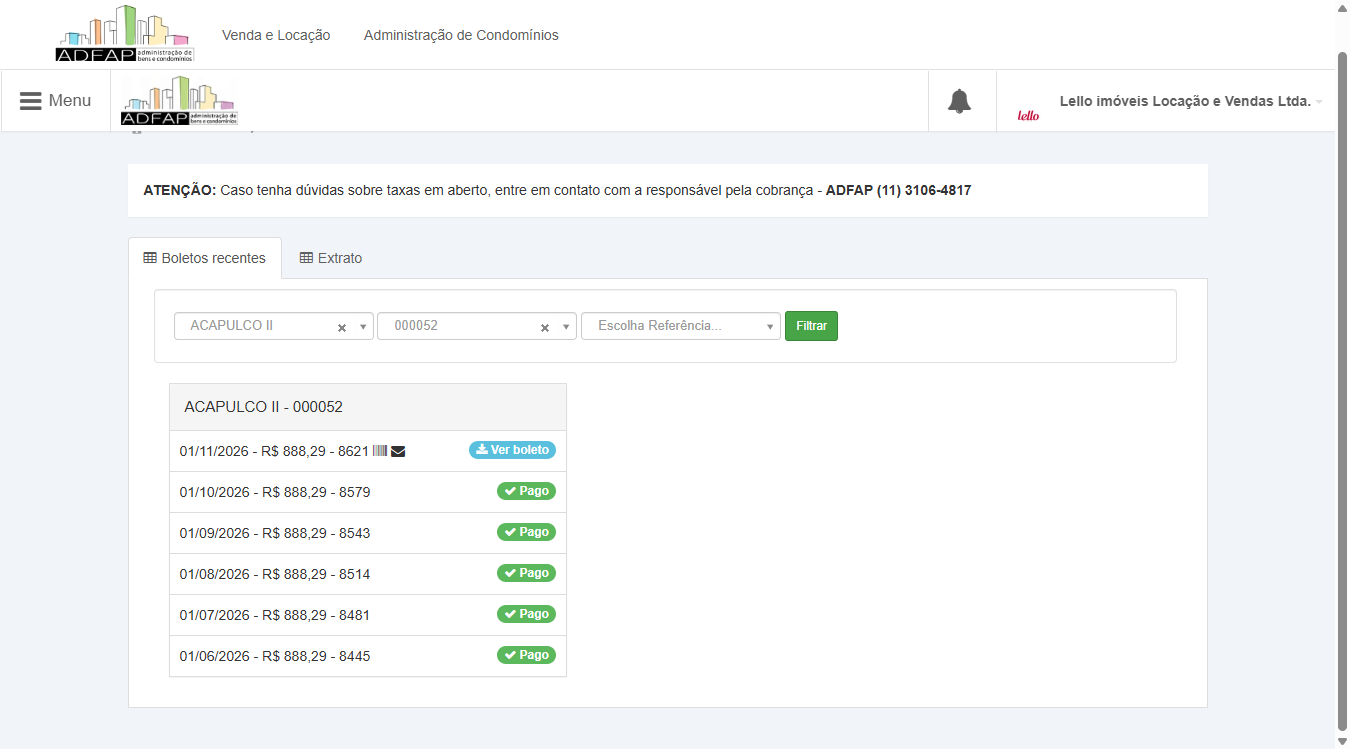 ADFAP administração de bens e condomínios
Venda e Locação
Administração de Condomínios
Menu
ADFAP administração de bens e condomínios
lello
Lello imóveis Locação e Vendas Ltda.
ATENÇÃO: Caso tenha dúvidas sobre taxas em aberto, entre em contato com a responsável pela cobrança - ADFAP (11) 3106-4817
Boletos recentes
Extrato
ACAPULCO II
000052
Escolha Referência...
Filtrar
ACAPULCO II - 000052
01/11/2026 - R$ 888,29 - 8621 Ver boleto
01/10/2026 - R$ 888,29 - 8579 Pago
01/09/2026 - R$ 888,29 - 8543 Pago
01/08/2026 - R$ 888,29 - 8514 Pago
01/07/2026 - R$ 888,29 - 8481 Pago
01/06/2026 - R$ 888,29 - 8445 Pago